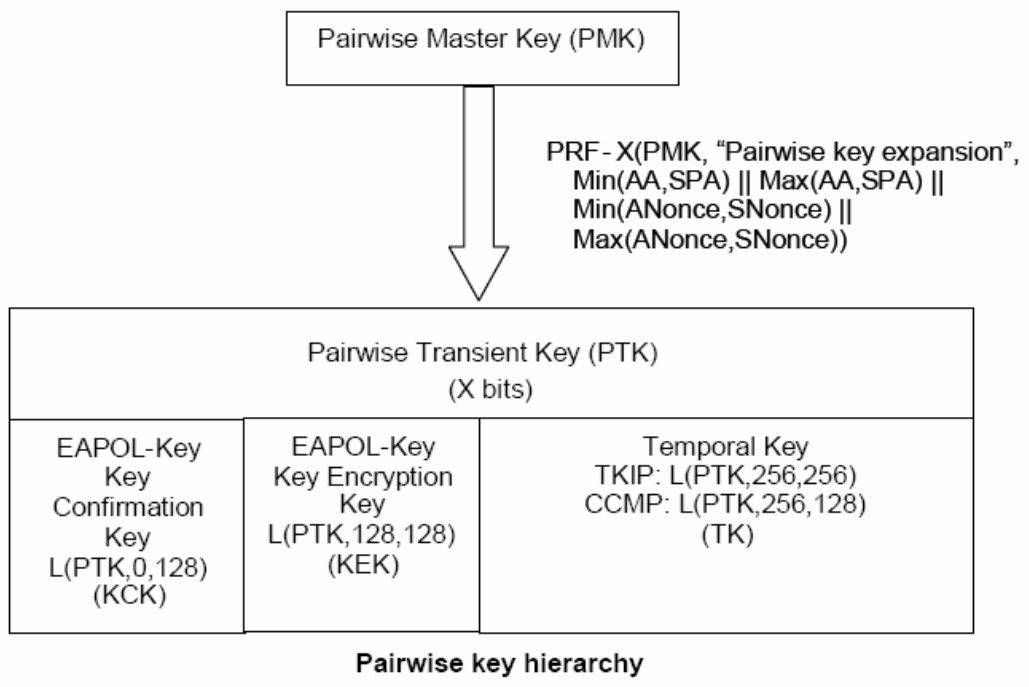 Pairwise Master Key (PMK)
PRF - X(PMK, “Pairwise key expansion”,
Min(AA,SPA) || Max(AA,SPA) ||
Min(ANonce,SNonce) ||
Max(ANonce,SNonce))
Pairwise Transient Key (PTK)
(X bits)
EAPOL-Key
Key
Confirmation
Key
L(PTK,0,128)
(KCK)
EAPOL-Key
Key Encryption
Key
L(PTK,128,128)
(KEK)
Temporal Key
TKIP: L(PTK,256,256)
CCMP: L(PTK,256,128)
(TK)
Pairwise key hierarchy